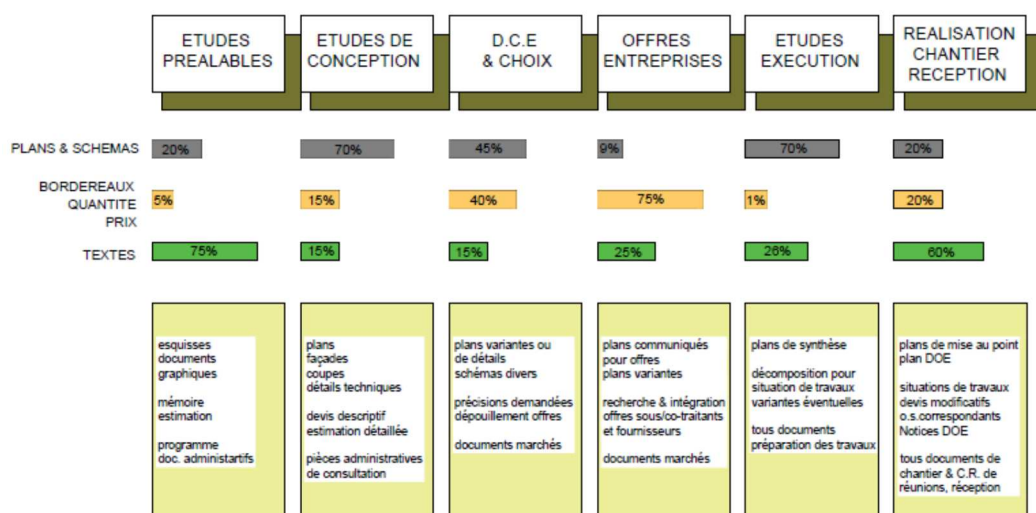 ETUDES
PREALABLES
ETUDES DE
CONCEPTION
D.C.E
& CHOIX
OFFRES
ENTREPRISES
ETUDES
EXECUTION
REALISATION
CHANTIER
RECEPTION
PLANS & SCHEMAS
20%
70%
45%
9%
70%
20%
BORDEREAUX
QUANTITE
PRIX
5%
15%
40%
75%
1%
20%
TEXTES
75%
15%
15%
25%
26%
60%
esquisses
documents
graphiques
mémoire
estimation
programme
doc. administartifs
plans
façades
coupes
détails techniques
devis descriptif
estimation détaillée
pièces administratives
de consultation
plans variantes ou
de détails
schémas divers
précisions demandées
dépouillement offres
documents marchés
plans communiqués
pour offres
plans variantes
recherche & intégration
offres sous/co-traitants
et fournisseurs
documents marchés
plans de synthèse
décomposition pour
situation de travaux
variantes éventuelles
tous documents
préparation des travaux
plans de mise au point
plan DOE
situations de travaux
devis modificatifs
o.s.correspondants
Notices DOE
tous documents de
chantier & C.R. de
réunions, réception